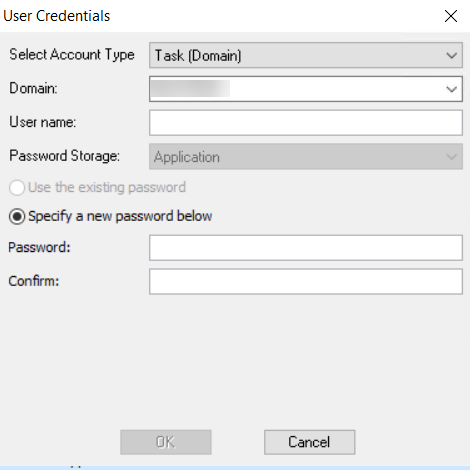 User Credentials
Select Account Type Task (Domain)
Domain:
User name:
Password Storage: Application
Use the existing password
Specify a new password below
Password:
Confirm:
OK Cancel